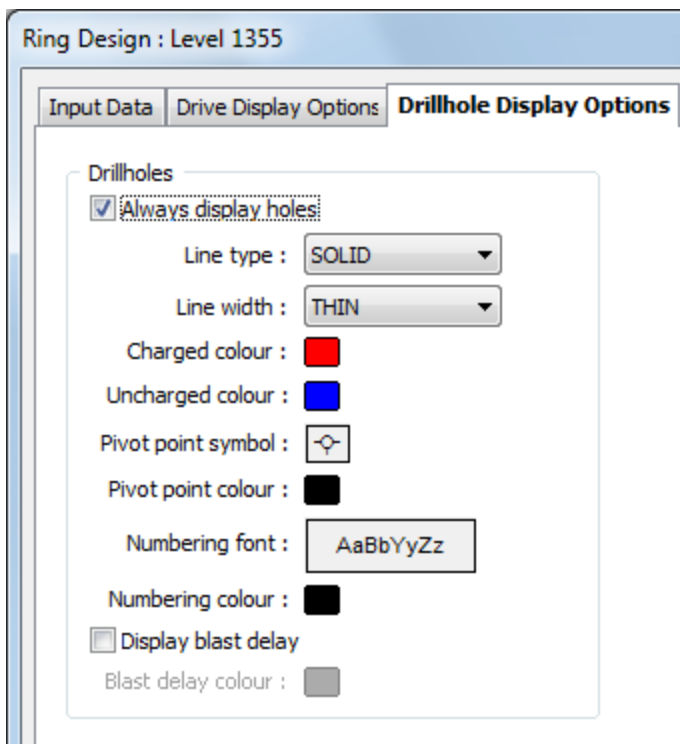 Ring Design : Level 1355
Input Data Drive Display Options Drillhole Display Options
Drillholes
Always display holes
Line type : SOLID
Line width : THIN
Charged colour :
Uncharged colour :
Pivot point symbol :
Pivot point colour :
Numbering font : AaBbYyZz
Numbering colour :
Display blast delay
Blast delay colour :